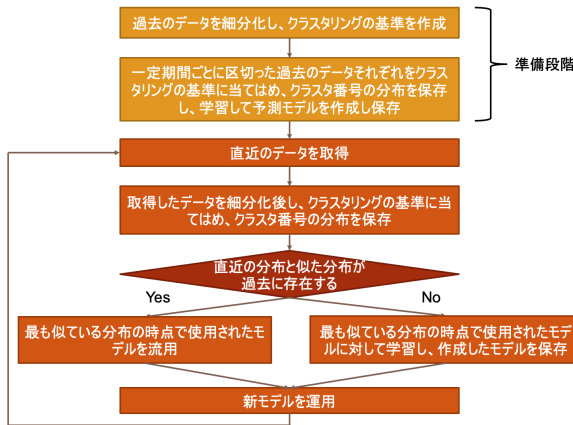 過去のデータを細分化し、クラスタリングの基準を作成
準備段階
一定期間ごとに区切った過去のデータそれぞれをクラス
タリングの基準に当てはめ、クラスタ番号の分布を保存
し、学習して予測モデルを作成し保存
直近のデータを取得
取得したデータを細分化後し、クラスタリングの基準に当
てはめ、クラスタ番号の分布を保存
直近の分布と似た分布が
過去に存在する
Yes
No
最も似ている分布の時点で使用されたモ
デルを流用
最も似ている分布の時点で使用されたモデ
ルに対して学習し、作成したモデルを保存
新モデルを運用